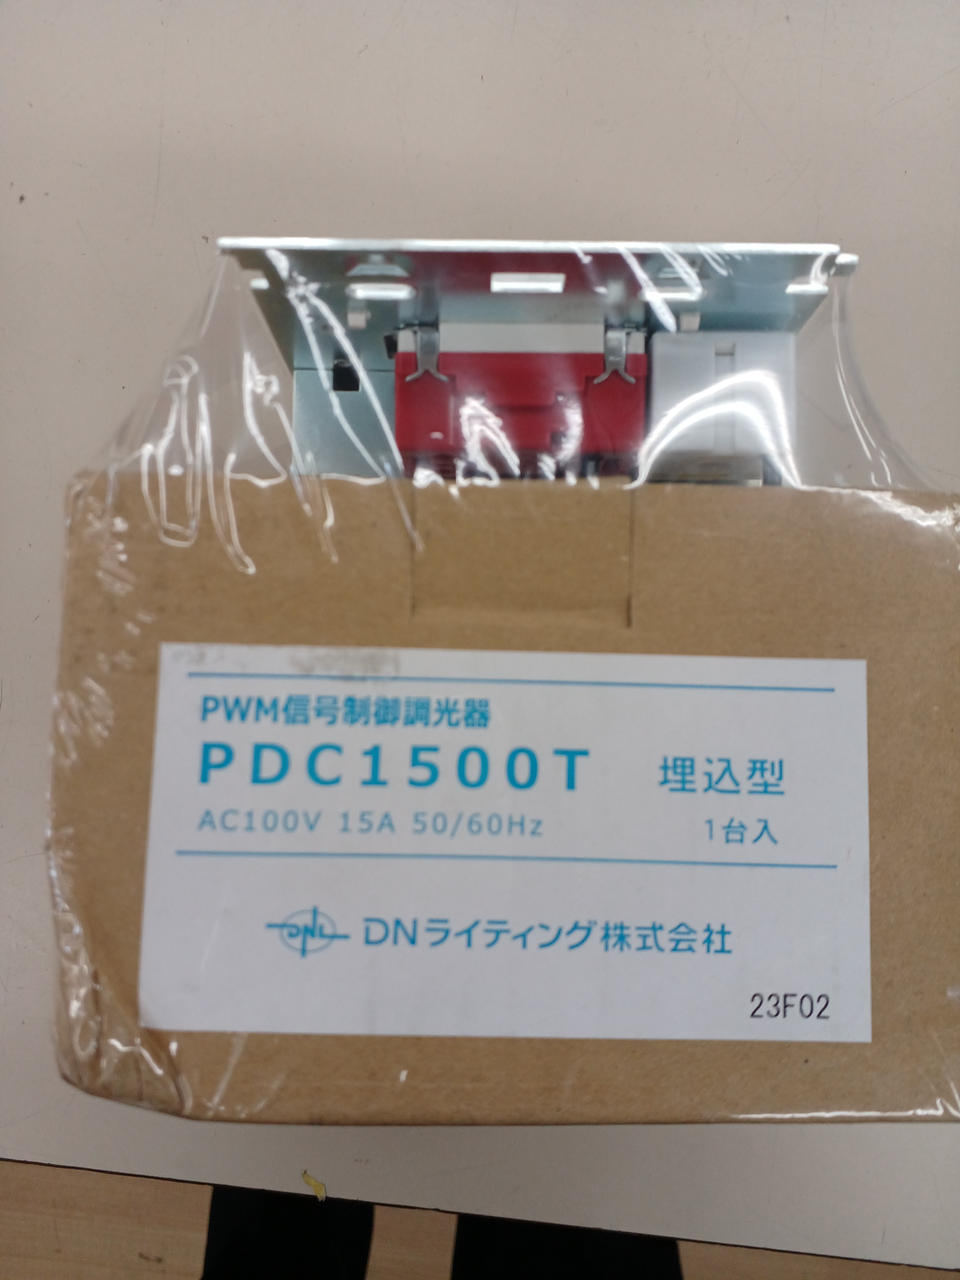 PWM信号制御調光器
PDC1500T 埋込型
AC100V 15A 50/60Hz 1台入
DNL DNライティング株式会社
23F02